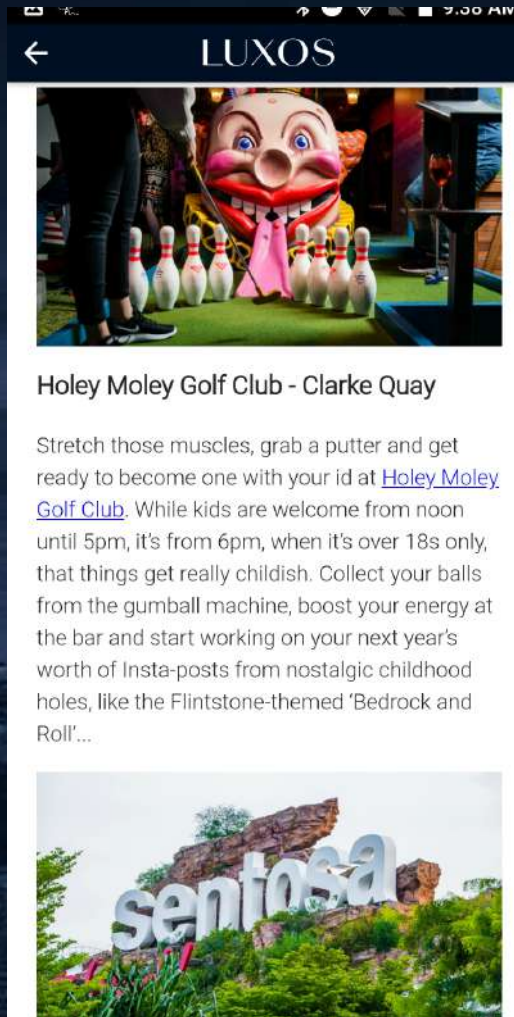 9:38 AM
LUXOS
Holey Moley Golf Club - Clarke Quay
Stretch those muscles, grab a putter and get
ready to become one with your id at Holey Moley
Golf Club. While kids are welcome from noon
until 5pm, it's from 6pm, when it's over 18s only,
that things get really childish. Collect your balls
from the gumball machine, boost your energy at
the bar and start working on your next year's
worth of Insta-posts from nostalgic childhood
holes, like the Flintstone-themed ‘Bedrock and
Roll’...
sentosa